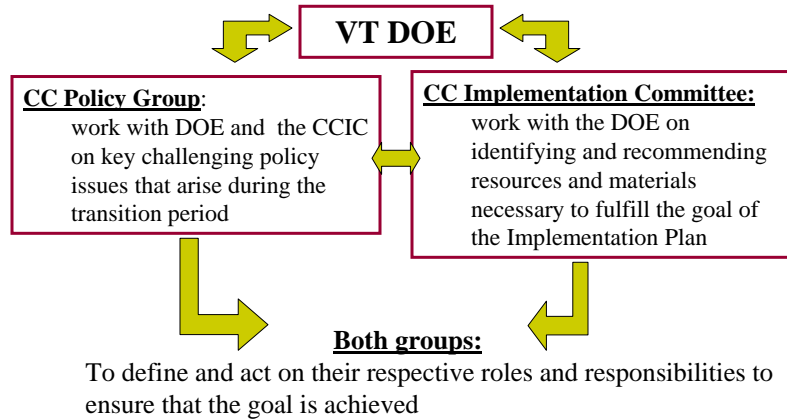 VT DOE
CC Policy Group:
work with DOE and the CCIC
on key challenging policy
issues that arise during the
transition period
CC Implementation Committee:
work with the DOE on
identifying and recommending
resources and materials
necessary to fulfill the goal of
the Implementation Plan
Both groups:
To define and act on their respective roles and responsibilities to
ensure that the goal is achieved